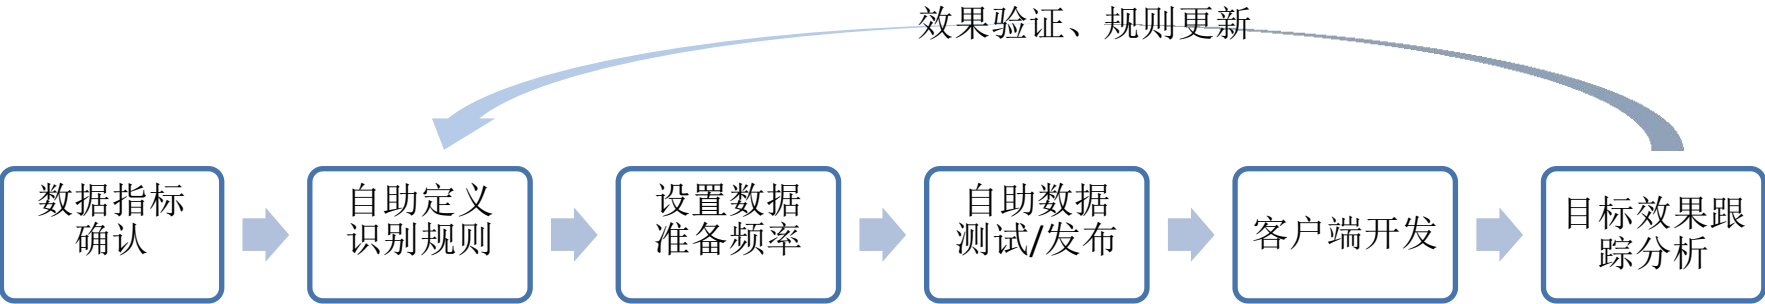 效果验证、规则更新
数据指标
确认
自助定义
识别规则
设置数据
准备频率
自助数据
测试/发布
客户端开发
目标效果跟
踪分析